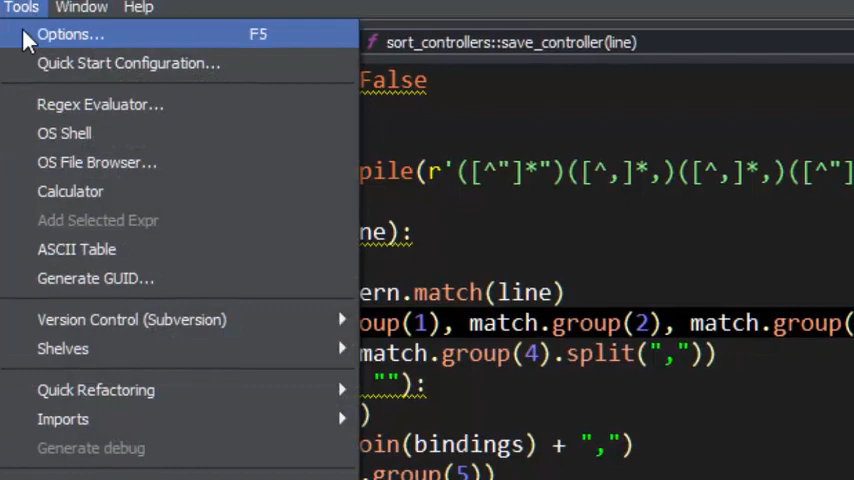 Tools Window Help
Options... F5
sort_controllers::save_controller(line)
Quick Start Configuration...
False
Regex Evaluator...
OS Shell
OS File Browser...
pile(r'([^"]*")([^,]*,)([^,]*,)([^"]
Calculator
Add Selected Expr
ne):
ASCII Table
Generate GUID...
ern.match(line)
Version Control (Subversion)
oup(1), match.group(2), match.group(
Shelves
match.group(4).split(","))
Quick Refactoring
""):
Imports
)
Generate debug
oin(bindings) + ",")
.group(5))